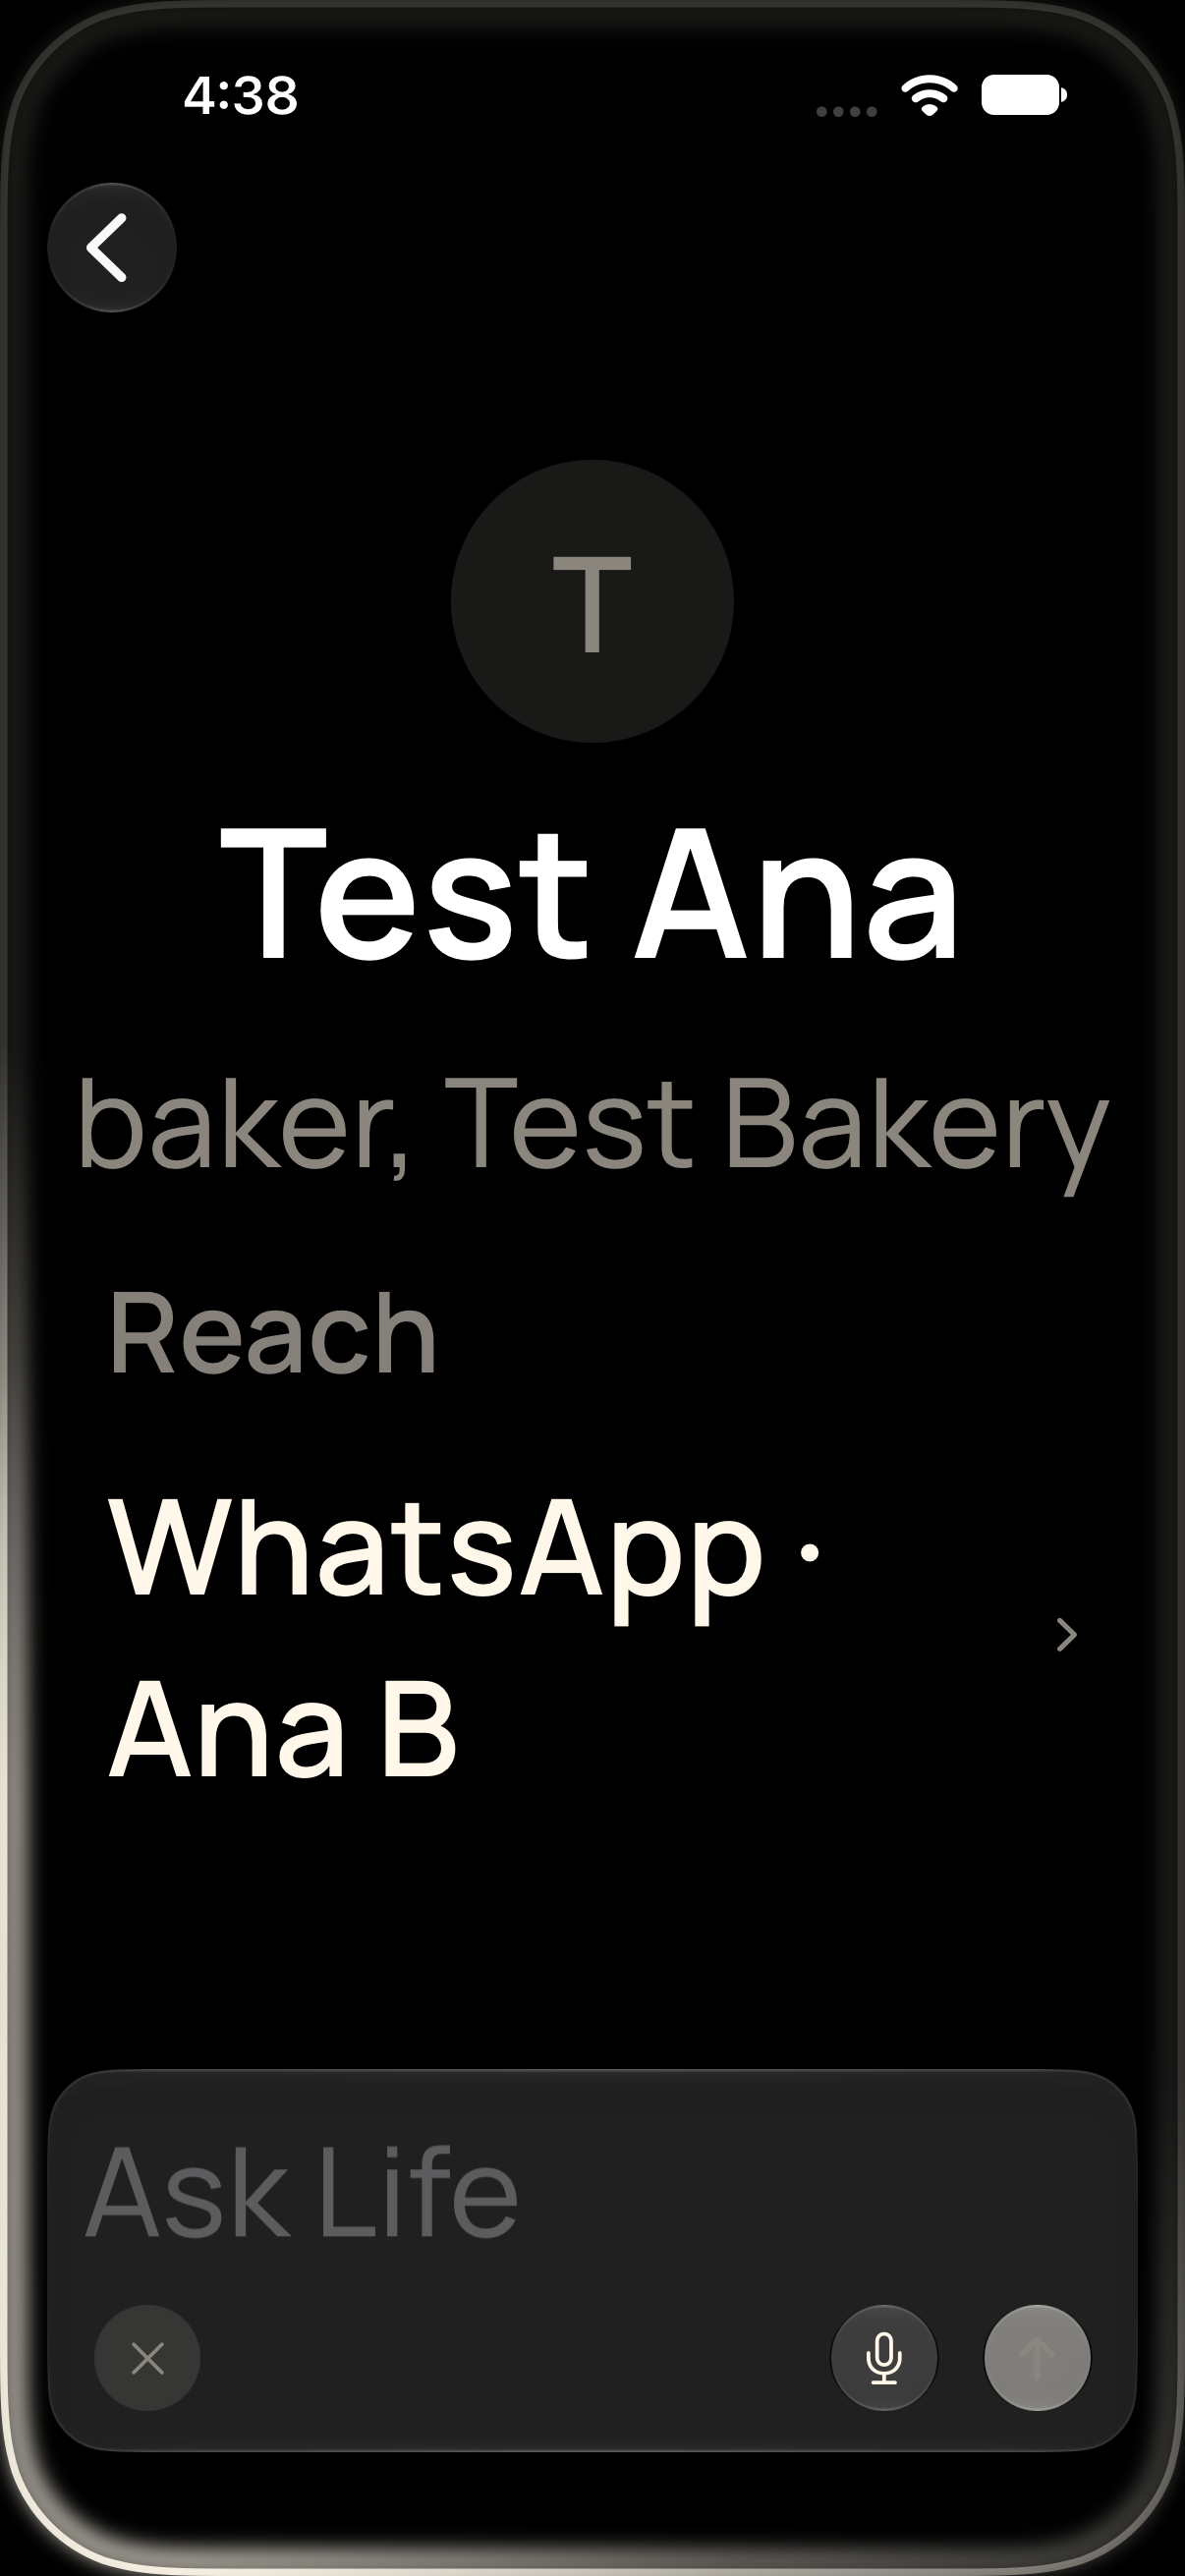 4:38
T
Test Ana
baker, Test Bakery
Reach
WhatsApp ·
Ana B
Ask Life